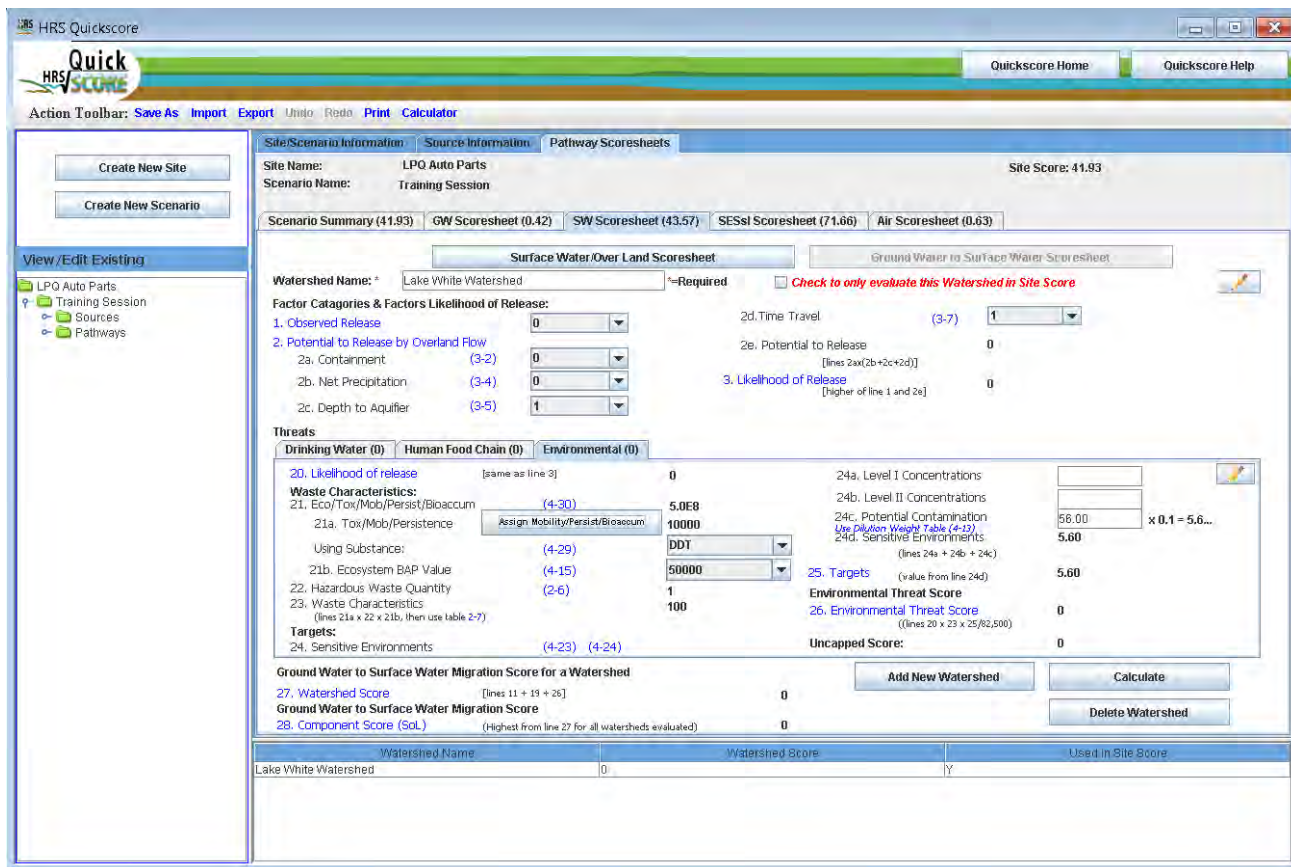 HRS Quickscore
Quick
HRS SCORE
Quickscore Home
Quickscore Help
Action Toolbar: Save As Import Export Undo Redo Print Calculator
Create New Site
Create New Scenario
View/Edit Existing
LPQ Auto Parts
Training Session
Sources
Pathways
Site/Scenario Information Source Information Pathway Scoresheets
Site Name: LPQ Auto Parts Site Score: 41.93
Scenario Name: Training Session
Scenario Summary (41.93) GW Scoresheet (0.42) SW Scoresheet (43.57) SESsI Scoresheet (71.66) Air Scoresheet (0.63)
Surface Water/Over Land Scoresheet Ground Water to Surface Water Scoresheet
Watershed Name: * Lake White Watershed *=Required Check to only evaluate this Watershed in Site Score
Factor Catagories & Factors Likelihood of Release:
1. Observed Release 0
2. Potential to Release by Overland Flow
2a. Containment (3-2) 0
2b. Net Precipitation (3-4) 0
2c. Depth to Aquifier (3-5) 1
2d.Time Travel (3-7) 1
2e. Potential to Release 0
[lines 2ax(2b+2c+2d)]
3. Likelihood of Release 0
[higher of line 1 and 2e]
Threats
Drinking Water (0) Human Food Chain (0) Environmental (0)
20. Likelihood of release [same as line 3] 0
Waste Characteristics:
21. Eco/Tox/Mob/Persist/Bioaccum (4-30) 5.0E8
21a. Tox/Mob/Persistence Assign Mobility/Persist/Bioaccum 10000
Using Substance: (4-29) DDT
21b. Ecosystem BAP Value (4-15) 50000
22. Hazardous Waste Quantity (2-6) 1
23. Waste Characteristics 100
(lines 21a x 22 x 21b, then use table 2-7)
Targets:
24. Sensitive Environments (4-23) (4-24)
24a. Level I Concentrations
24b. Level II Concentrations
24c. Potential Contamination 56.00 x 0.1 = 5.6...
Use Dilution Weight Table (4-13)
24d. Sensitive Environments 5.60
(lines 24a + 24b + 24c)
25. Targets (value from line 24d) 5.60
Environmental Threat Score
26. Environmental Threat Score 0
((lines 20 x 23 x 25/82,500)
Uncapped Score: 0
Ground Water to Surface Water Migration Score for a Watershed
27. Watershed Score [lines 11 + 19 + 26] 0
Ground Water to Surface Water Migration Score
28. Component Score (SoL) (Highest from line 27 for all watersheds evaluated) 0
Add New Watershed Calculate
Delete Watershed
Watershed Name Watershed Score Used in Site Score
Lake White Watershed 0 Y